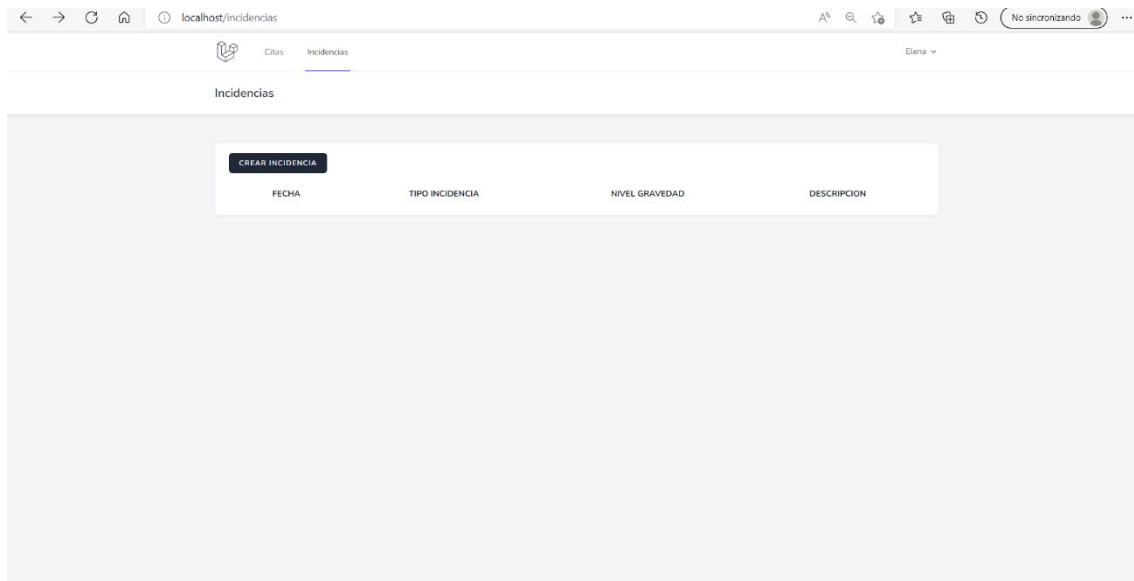 localhost/incidencias
No sincronizando
Citas Incidencias Elena
Incidencias
CREAR INCIDENCIA
FECHA TIPO INCIDENCIA NIVEL GRAVEDAD DESCRIPCION